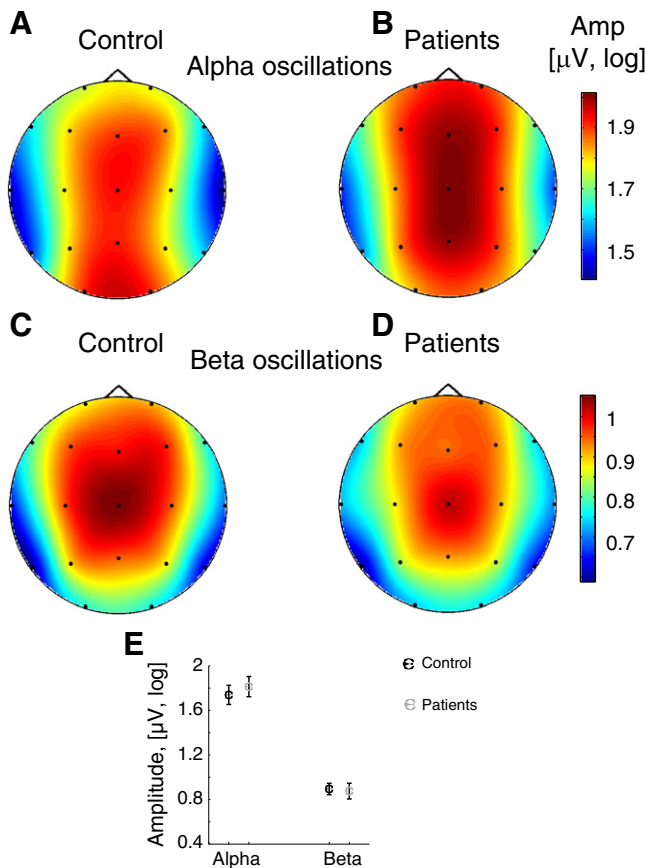 A
Control
B
Patients
Amp
[µV, log]
Alpha oscillations
1.9
1.7
1.5
C
Control
D
Patients
Beta oscillations
1
0.9
0.8
0.7
E
Amplitude, [µV, log]
2
1.6
1.2
0.8
0.4
Alpha
Beta
Control
Patients